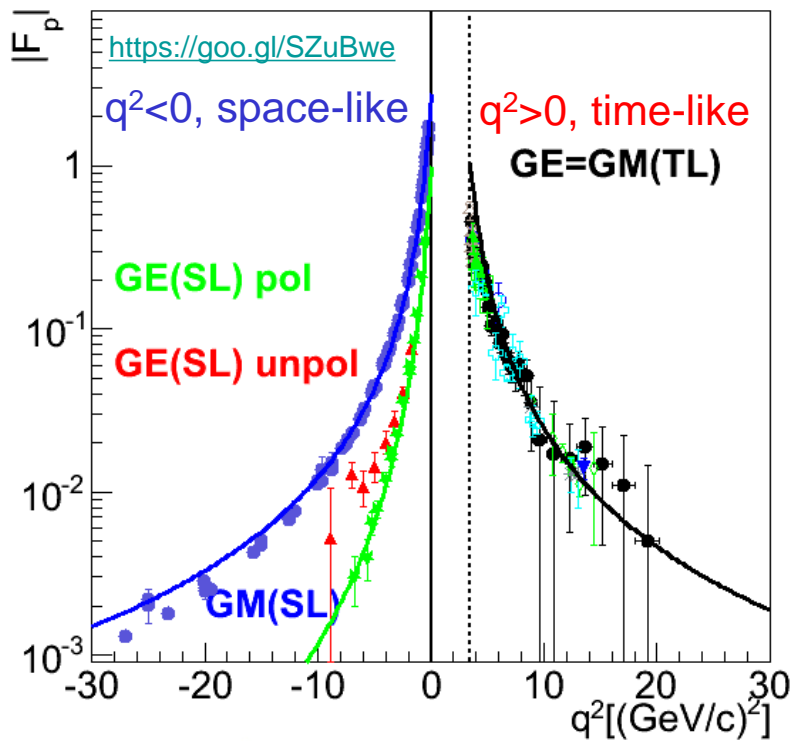 |Fp|
https://goo.gl/SZuBwe
q²<0, space-like
q²>0, time-like
GE=GM(TL)
1
GE(SL) pol
10⁻¹
GE(SL) unpol
10⁻²
GM(SL)
10⁻³
-30 -20 -10 0 10 20 30
q²[(GeV/c)²]